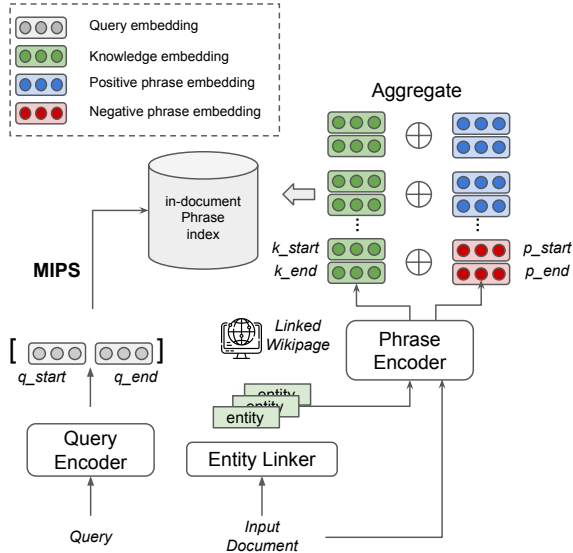 Query embedding
Knowledge embedding
Positive phrase embedding
Negative phrase embedding
Aggregate
in-document
Phrase
index
k_start
p_start
k_end
p_end
MIPS
Linked
Wikipage
Phrase
Encoder
[ ]
q_start
q_end
entity
entity
entity
Query
Encoder
Entity Linker
Query
Input
Document